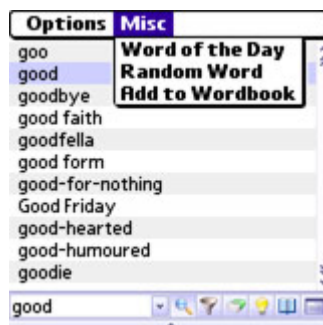 Options Misc
Word of the Day
Random Word
Add to Wordbook
goo
good
goodbye
good faith
goodfella
good form
good-for-nothing
Good Friday
good-hearted
good-humoured
goodie
good